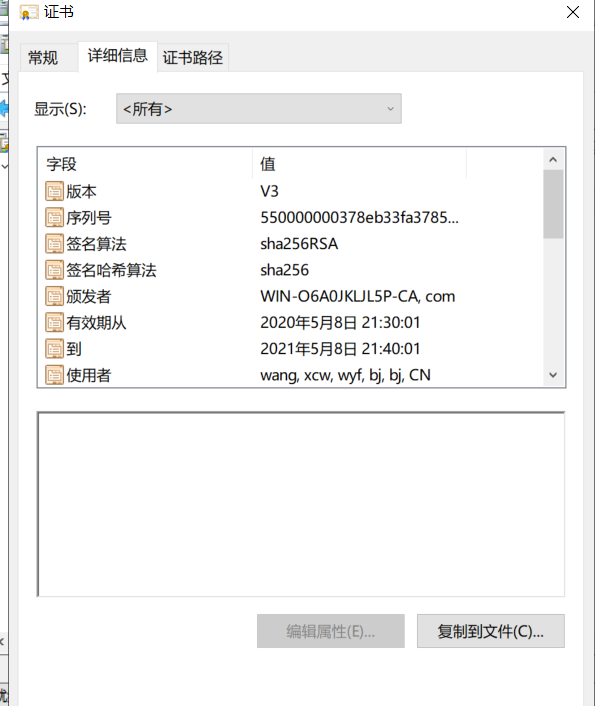 证书
常规 详细信息 证书路径
显示(S): <所有>
字段 值
版本 V3
序列号 550000000378eb33fa3785...
签名算法 sha256RSA
签名哈希算法 sha256
颁发者 WIN-O6A0JKLJL5P-CA, com
有效期从 2020年5月8日 21:30:01
到 2021年5月8日 21:40:01
使用者 wang, xcw, wyf, bj, bj, CN
编辑属性(E)... 复制到文件(C)...